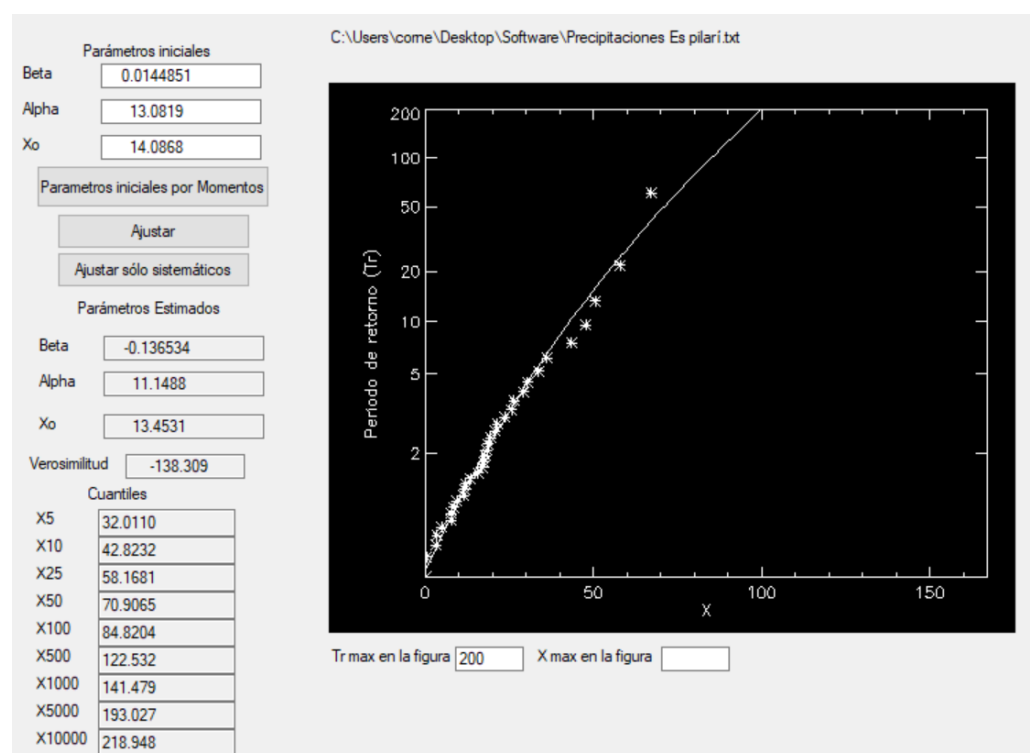 C:\Users\come\Desktop\Software\Precipitaciones Es pilarí.txt
Parámetros iniciales
Beta 0.0144851
Alpha 13.0819
Xo 14.0868
Parametros iniciales por Momentos
Ajustar
Ajustar sólo sistemáticos
Parámetros Estimados
Beta -0.136534
Alpha 11.1488
Xo 13.4531
Verosimilitud -138.309
Cuantiles
X5 32.0110
X10 42.8232
X25 58.1681
X50 70.9065
X100 84.8204
X500 122.532
X1000 141.479
X5000 193.027
X10000 218.948
Periodo de retorno (Tr)
200
100
50
20
10
5
2
0 50 100 150
X
Tr max en la figura 200 X max en la figura